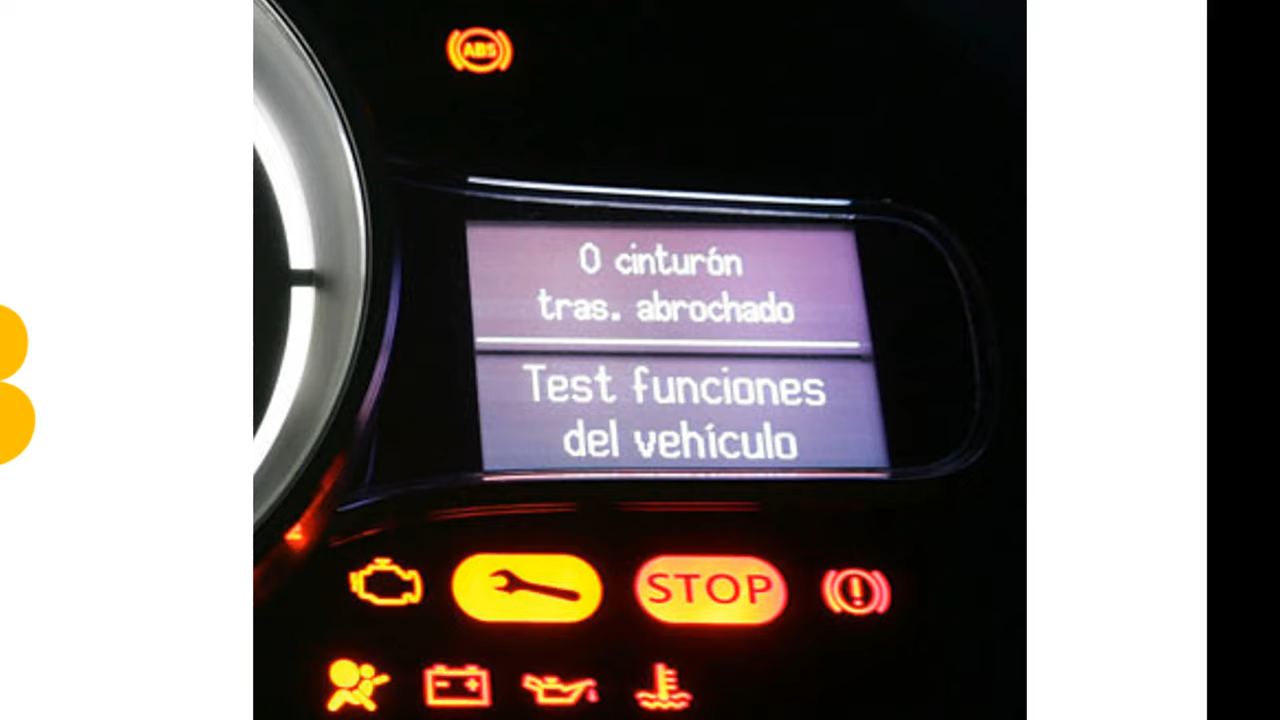 ABS
0 cinturón
tras. abrochado
Test funciones
del vehículo
STOP